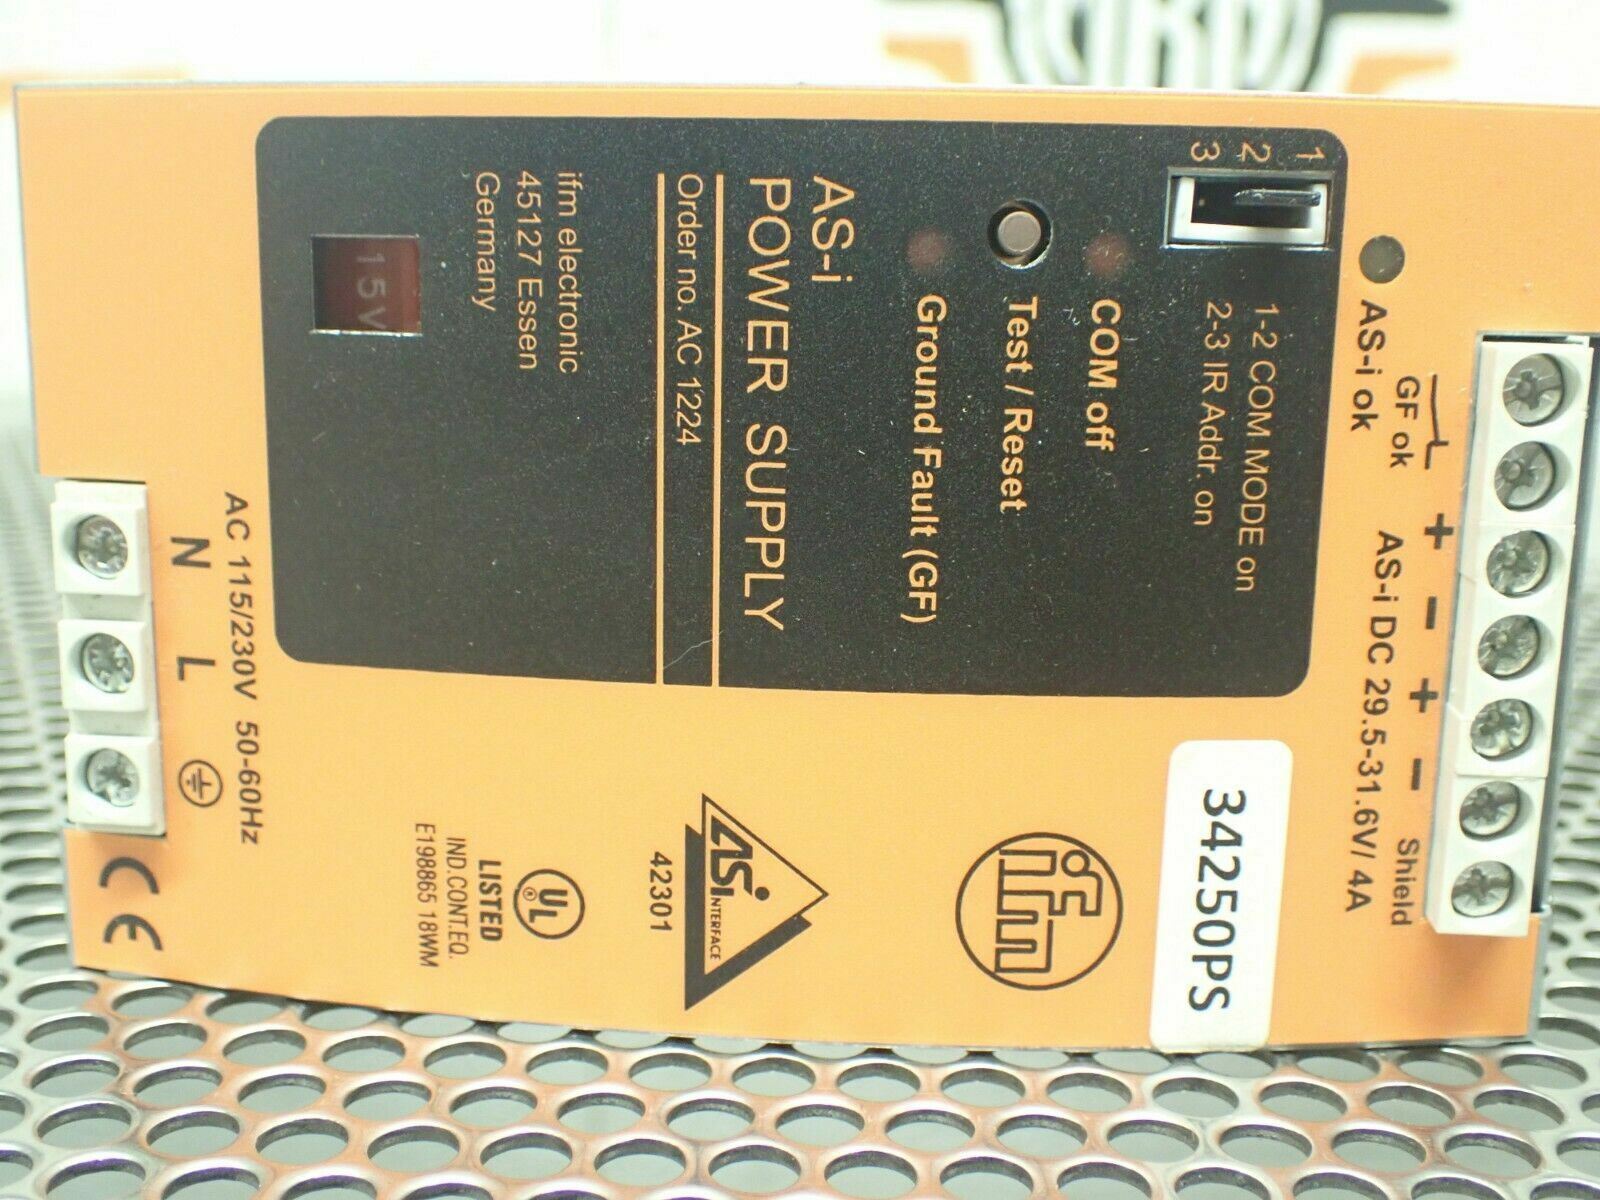 GF ok
+ - + -
Shield
AS-i DC 29.5-31.6V/ 4A
AS-i ok
1
2
3
1-2 COM MODE on
2-3 IR Addr. on
COM off
Test / Reset
Ground Fault (GF)
AS-i
POWER SUPPLY
Order no. AC 1224
ifm electronic
45127 Essen
Germany
15V
34250PS
ifm
ASi
INTERFACE
42301
UL
®
LISTED
IND.CONT.EQ.
E198865 18WM
AC 115/230V 50-60Hz
N L
CE